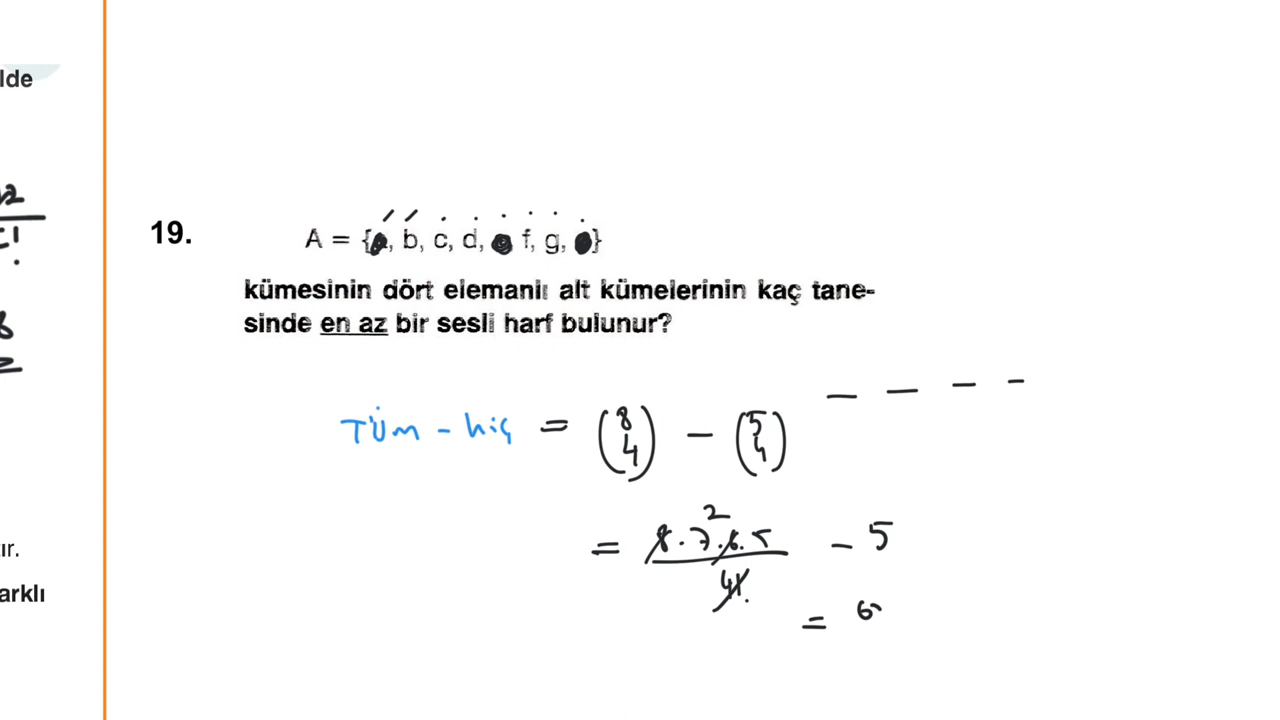 lde
19.
A = {a, b, c, d, e, f, g, }
kümesinin dört elemanlı alt kümelerinin kaç tane-
sinde en az bir sesli harf bulunur?
TÜm - hiç = (8 4) - (5 4)
= 8.7.6.5 / 4! - 5
2
=
ır.
arklı